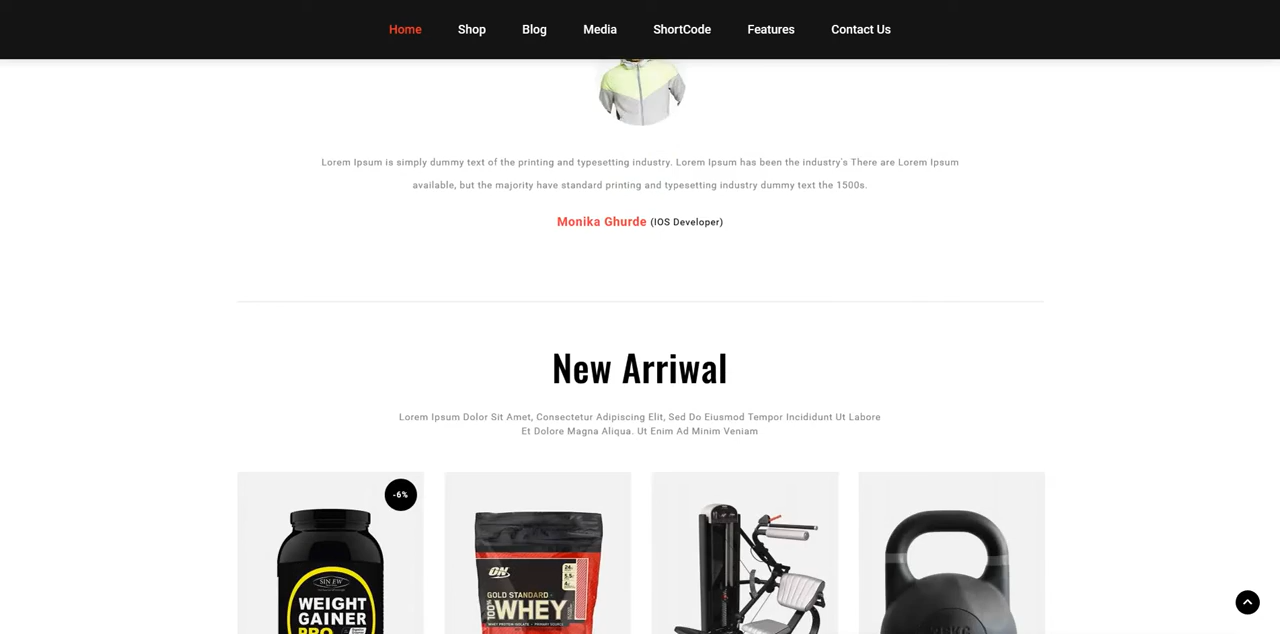 Home Shop Blog Media ShortCode Features Contact Us
Lorem Ipsum is simply dummy text of the printing and typesetting industry. Lorem Ipsum has been the industry's There are Lorem Ipsum
available, but the majority have standard printing and typesetting industry dummy text the 1500s.
Monika Ghurde (IOS Developer)
New Arriwal
Lorem Ipsum Dolor Sit Amet, Consectetur Adipiscing Elit, Sed Do Eiusmod Tempor Incididunt Ut Labore
Et Dolore Magna Aliqua. Ut Enim Ad Minim Veniam
-6%
SINEW
WEIGHT
GAINER
PRO
ON
GOLD STANDARD
100% WHEY